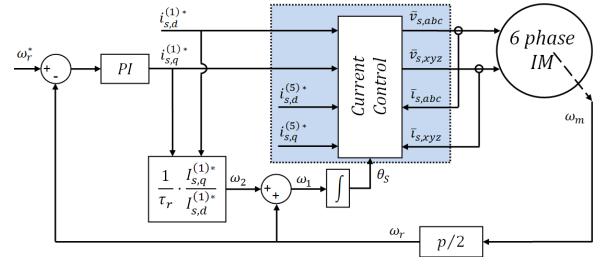 i_{s,d}^{(1)*}
i_{s,q}^{(1)*}
ω_r^*
+
-
PI
i_{s,d}^{(5)*}
i_{s,q}^{(5)*}
Current Control
v̄_{s,abc}
v̄_{s,xyz}
ī_{s,abc}
ī_{s,xyz}
6 phase
IM
ω_m
1/τ_r · I_{s,q}^{(1)*}/I_{s,d}^{(1)*}
ω_2
+
+
ω_1
∫
θ_S
ω_r
p/2